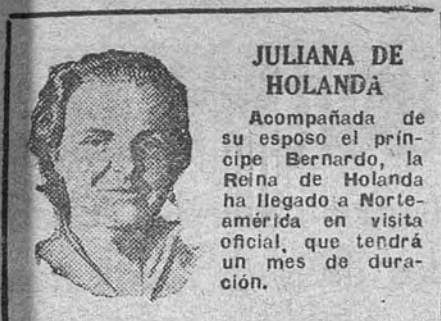 JULIANA DE
HOLANDA
Acompañada de
su esposo el prín-
cipe Bernardo, la
Reina de Holanda
ha llegado a Norte-
américa en visita
oficial, que tendrá
un mes de dura-
ción.